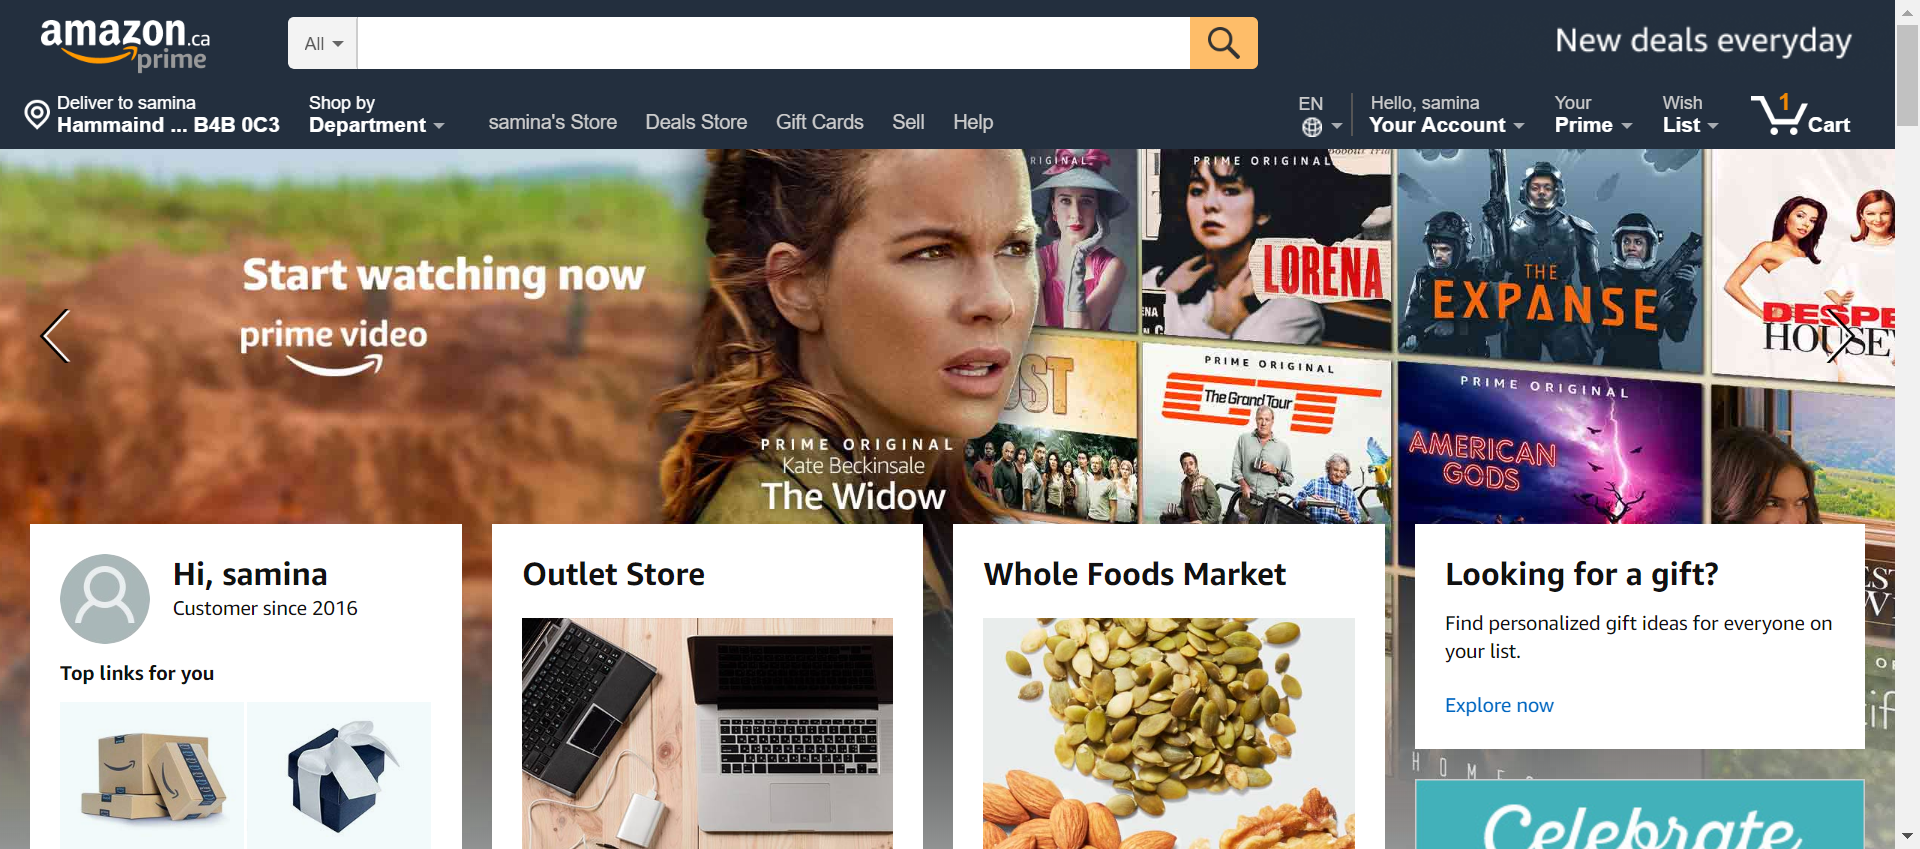 amazon.ca
prime
All
New deals everyday
Deliver to samina
Hammaind ... B4B 0C3
Shop by
Department
samina's Store
Deals Store
Gift Cards
Sell
Help
EN
Hello, samina
Your Account
Your
Prime
Wish
List
1
Cart
Start watching now
prime video
PRIME ORIGINAL
Kate Beckinsale
The Widow
RIGINAL
PRIME ORIGINAL
LORENA
THE
EXPANSE
DESPE
HOUSE
OST
PRIME ORIGINAL
The Grand Tour
GT
PRIME ORIGINAL
AMERICAN
GODS
Hi, samina
Customer since 2016
Top links for you
Outlet Store
Whole Foods Market
Looking for a gift?
Find personalized gift ideas for everyone on
your list.
Explore now
HOMEC
Celebrate